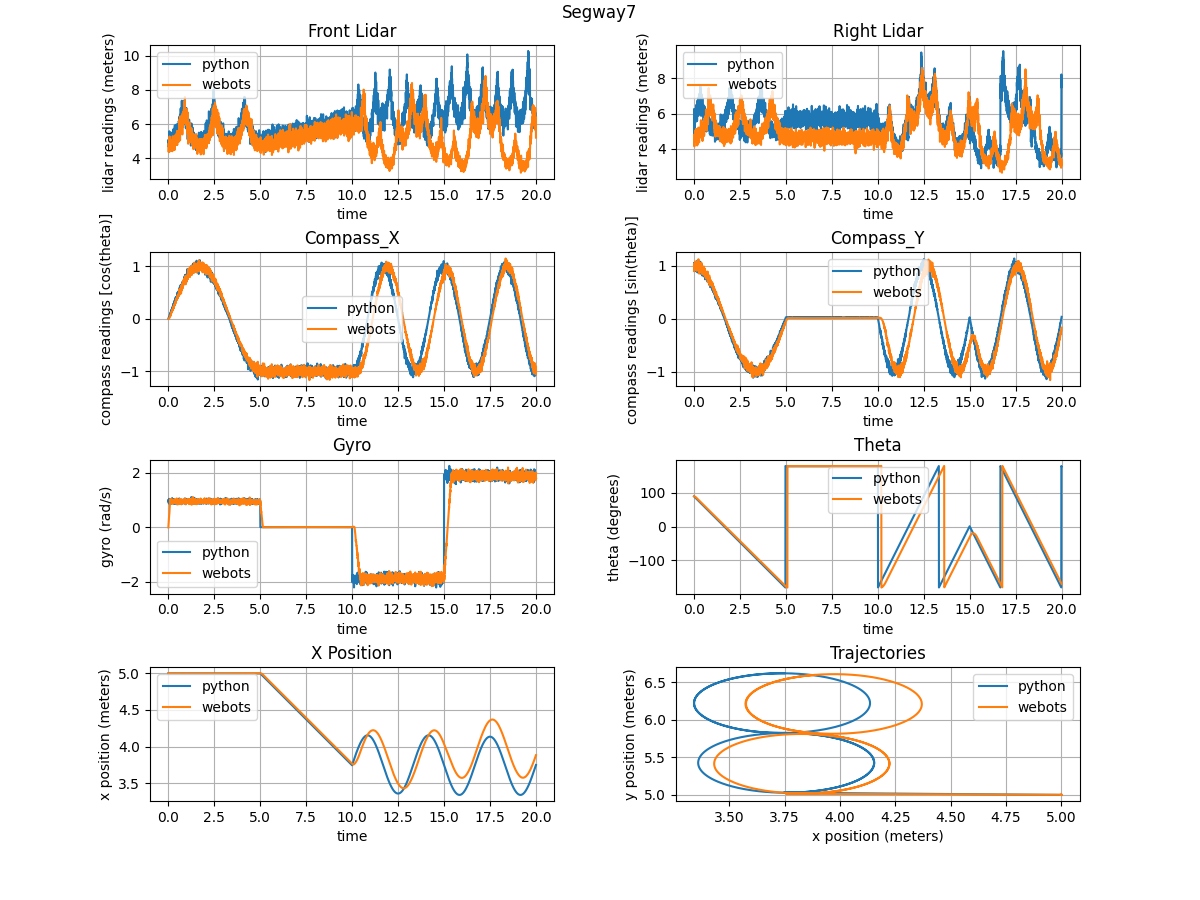 Segway7
Front Lidar
lidar readings (meters)
10
8
6
4
python
webots
0.0 2.5 5.0 7.5 10.0 12.5 15.0 17.5 20.0
time
Right Lidar
lidar readings (meters)
8
6
4
python
webots
0.0 2.5 5.0 7.5 10.0 12.5 15.0 17.5 20.0
time
Compass_X
compass readings [cos(theta)]
1
0
−1
python
webots
0.0 2.5 5.0 7.5 10.0 12.5 15.0 17.5 20.0
time
Compass_Y
compass readings [sin(theta)]
1
0
−1
python
webots
0.0 2.5 5.0 7.5 10.0 12.5 15.0 17.5 20.0
time
Gyro
gyro (rad/s)
2
0
−2
python
webots
0.0 2.5 5.0 7.5 10.0 12.5 15.0 17.5 20.0
time
Theta
theta (degrees)
100
0
−100
python
webots
0.0 2.5 5.0 7.5 10.0 12.5 15.0 17.5 20.0
time
X Position
x position (meters)
5.0
4.5
4.0
3.5
python
webots
0.0 2.5 5.0 7.5 10.0 12.5 15.0 17.5 20.0
time
Trajectories
y position (meters)
6.5
6.0
5.5
5.0
python
webots
3.50 3.75 4.00 4.25 4.50 4.75 5.00
x position (meters)